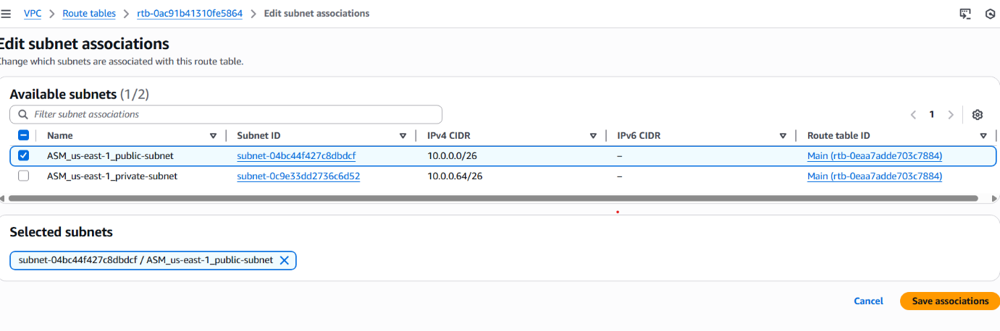 VPC > Route tables > rtb-0ac91b41310fe5864 > Edit subnet associations
Edit subnet associations
Change which subnets are associated with this route table.
Available subnets (1/2)
Filter subnet associations
1
Name Subnet ID IPv4 CIDR IPv6 CIDR Route table ID
ASM_us-east-1_public-subnet subnet-04bc44f427c8dbdcf 10.0.0.0/26 – Main (rtb-0eaa7adde703c7884)
ASM_us-east-1_private-subnet subnet-0c9e33dd2736c6d52 10.0.0.64/26 – Main (rtb-0eaa7adde703c7884)
Selected subnets
subnet-04bc44f427c8dbdcf / ASM_us-east-1_public-subnet
Cancel Save associations